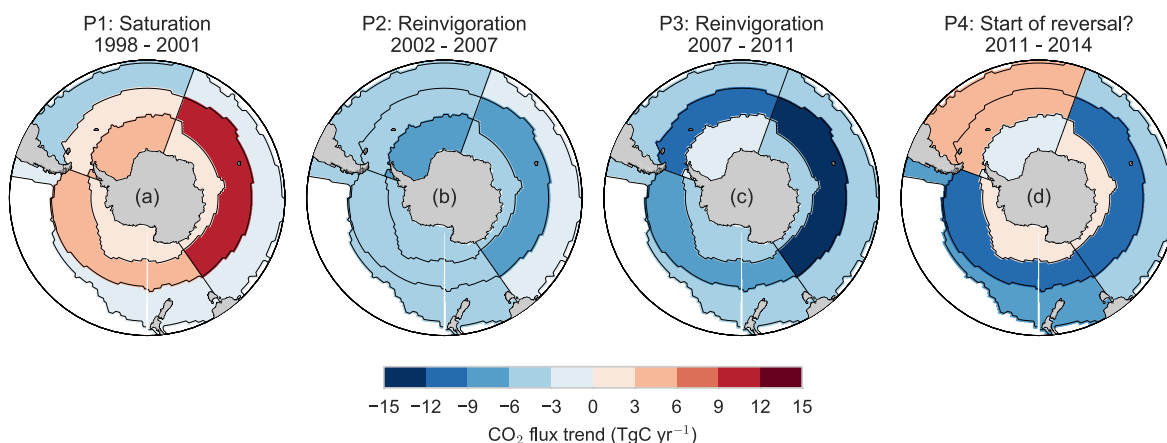 P1: Saturation
1998 - 2001
P2: Reinvigoration
2002 - 2007
P3: Reinvigoration
2007 - 2011
P4: Start of reversal?
2011 - 2014
(a)
(b)
(c)
(d)
−15 −12 −9 −6 −3 0 3 6 9 12 15
CO₂ flux trend (TgC yr⁻¹)